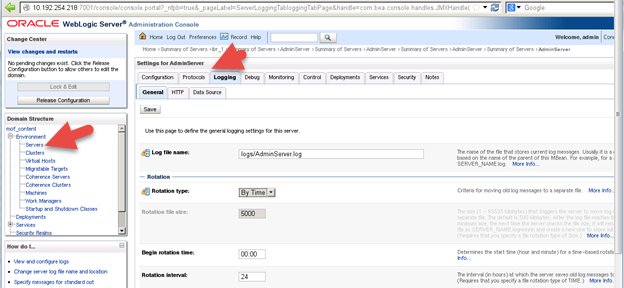 10.192.254.218:7001/console/console.portal?_nfpb=true&_pageLabel=ServerLoggingTabloggingTabPage&handle=com.bea.console.handles.JMXHandle(
ORACLE WebLogic Server® Administration Console
Change Center
View changes and restarts
No pending changes exist. Click the Release
Configuration button to allow others to edit the
domain.
Lock & Edit
Release Configuration
Domain Structure
mof_content
Environment
Servers
Clusters
Virtual Hosts
Migratable Targets
Coherence Servers
Coherence Clusters
Machines
Work Managers
Startup and Shutdown Classes
Deployments
Services
Security Realms
How do I...
View and configure logs
Change server log file name and location
Specify messages for standard out
Home Log Out Preferences Record Help
Welcome, admin
Home >Summary of Servers >Summary of Servers >AdminServer >Summary of Servers >AdminServer >Summary of Servers >AdminServer
Settings for AdminServer
Configuration Protocols Logging Debug Monitoring Control Deployments Services Security Notes
General HTTP Data Source
Save
Use this page to define the general logging settings for this server.
Log file name: logs/AdminServer.log
The name of the file that stores current log messages. Usually it is a
based on the name of the parent of this MBean. For example, for a
SERVER_NAME.log. More Info...
Rotation
Rotation type: By Time
Criteria for moving old log messages to a separate file. More Info...
Rotation file size: 5000
(Requires that you specify a file rotation type of Size.) More Info...
Begin rotation time: 00:00
Determines the start time (hour and minute) for a time-based rotation
Info...
Rotation interval: 24
The interval (in hours) at which the server saves old log messages to
(Requires that you specify a file rotation type of TIME.) More Info...